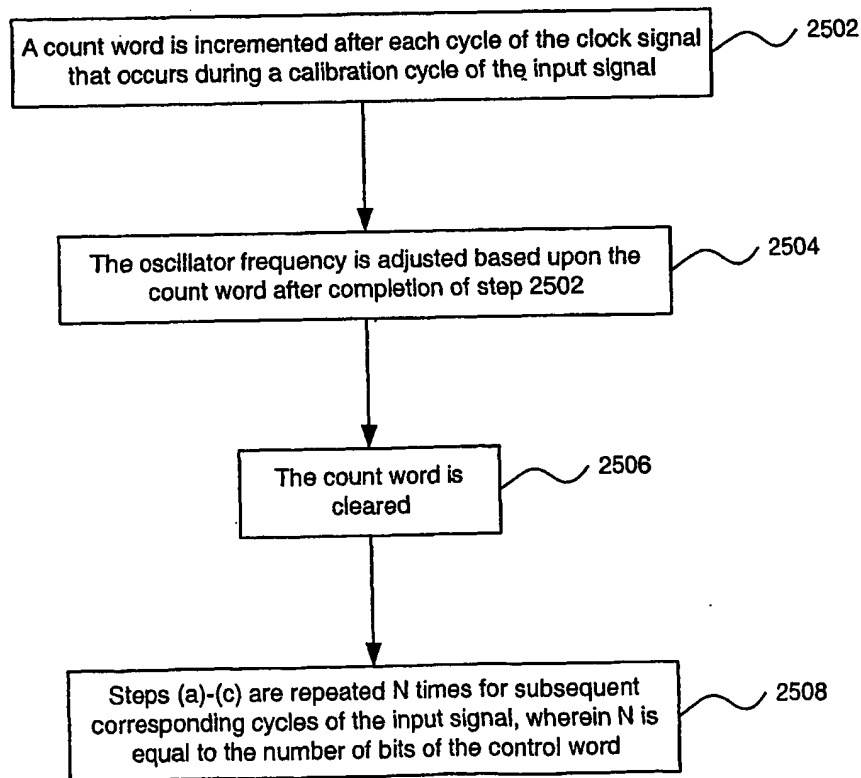 A count word is incremented after each cycle of the clock signal
that occurs during a calibration cycle of the input signal
2502
The oscillator frequency is adjusted based upon the
count word after completion of step 2502
2504
The count word is
cleared
2506
Steps (a)-(c) are repeated N times for subsequent
corresponding cycles of the input signal, wherein N is
equal to the number of bits of the control word
2508